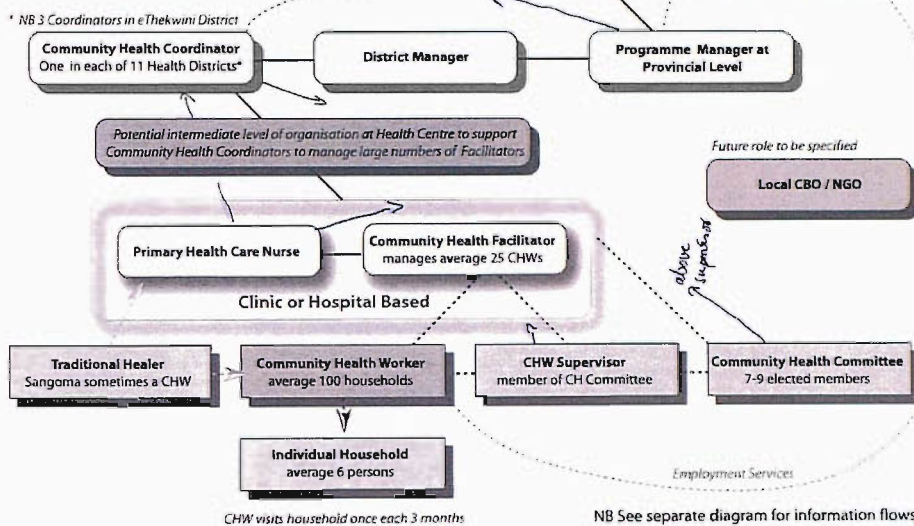 * NB 3 Coordinators in eThekwini District
Community Health Coordinator
One in each of 11 Health Districts*
District Manager
Programme Manager at
Provincial Level
Potential intermediate level of organisation at Health Centre to support
Community Health Coordinators to manage large numbers of Facilitators
Future role to be specified
Local CBO / NGO
Primary Health Care Nurse
Community Health Facilitator
manages average 25 CHWs
Clinic or Hospital Based
above
Traditional Healer
Sangoma sometimes a CHW
Community Health Worker
average 100 households
CHW Supervisor
member of CH Committee
Community Health Committee
7-9 elected members
Individual Household
average 6 persons
Employment Services
CHW visits household once each 3 months
NB See separate diagram for information flows